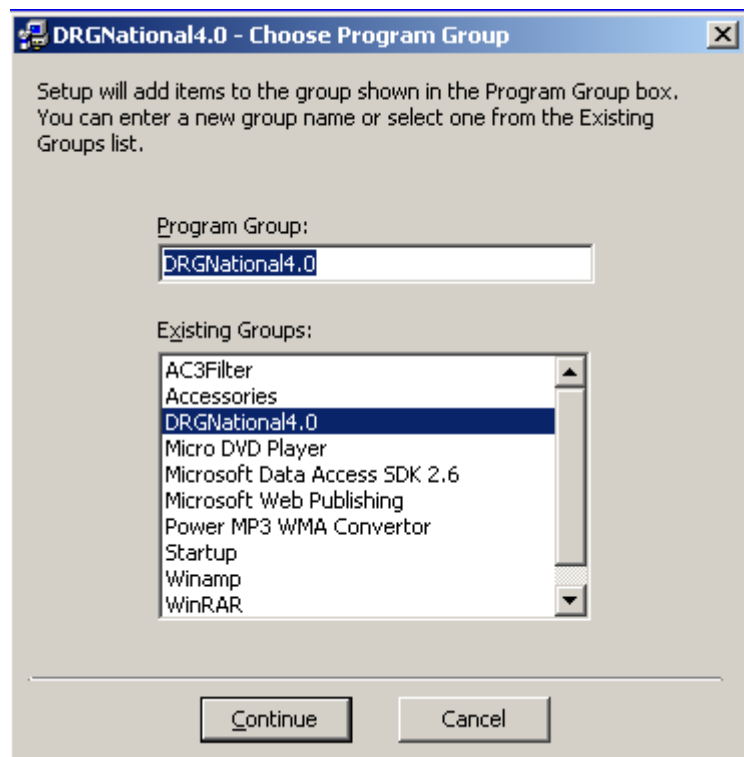 DRGNational4.0 - Choose Program Group
Setup will add items to the group shown in the Program Group box.
You can enter a new group name or select one from the Existing
Groups list.
Program Group:
DRGNational4.0
Existing Groups:
AC3Filter
Accessories
DRGNational4.0
Micro DVD Player
Microsoft Data Access SDK 2.6
Microsoft Web Publishing
Power MP3 WMA Convertor
Startup
Winamp
WinRAR
Continue
Cancel